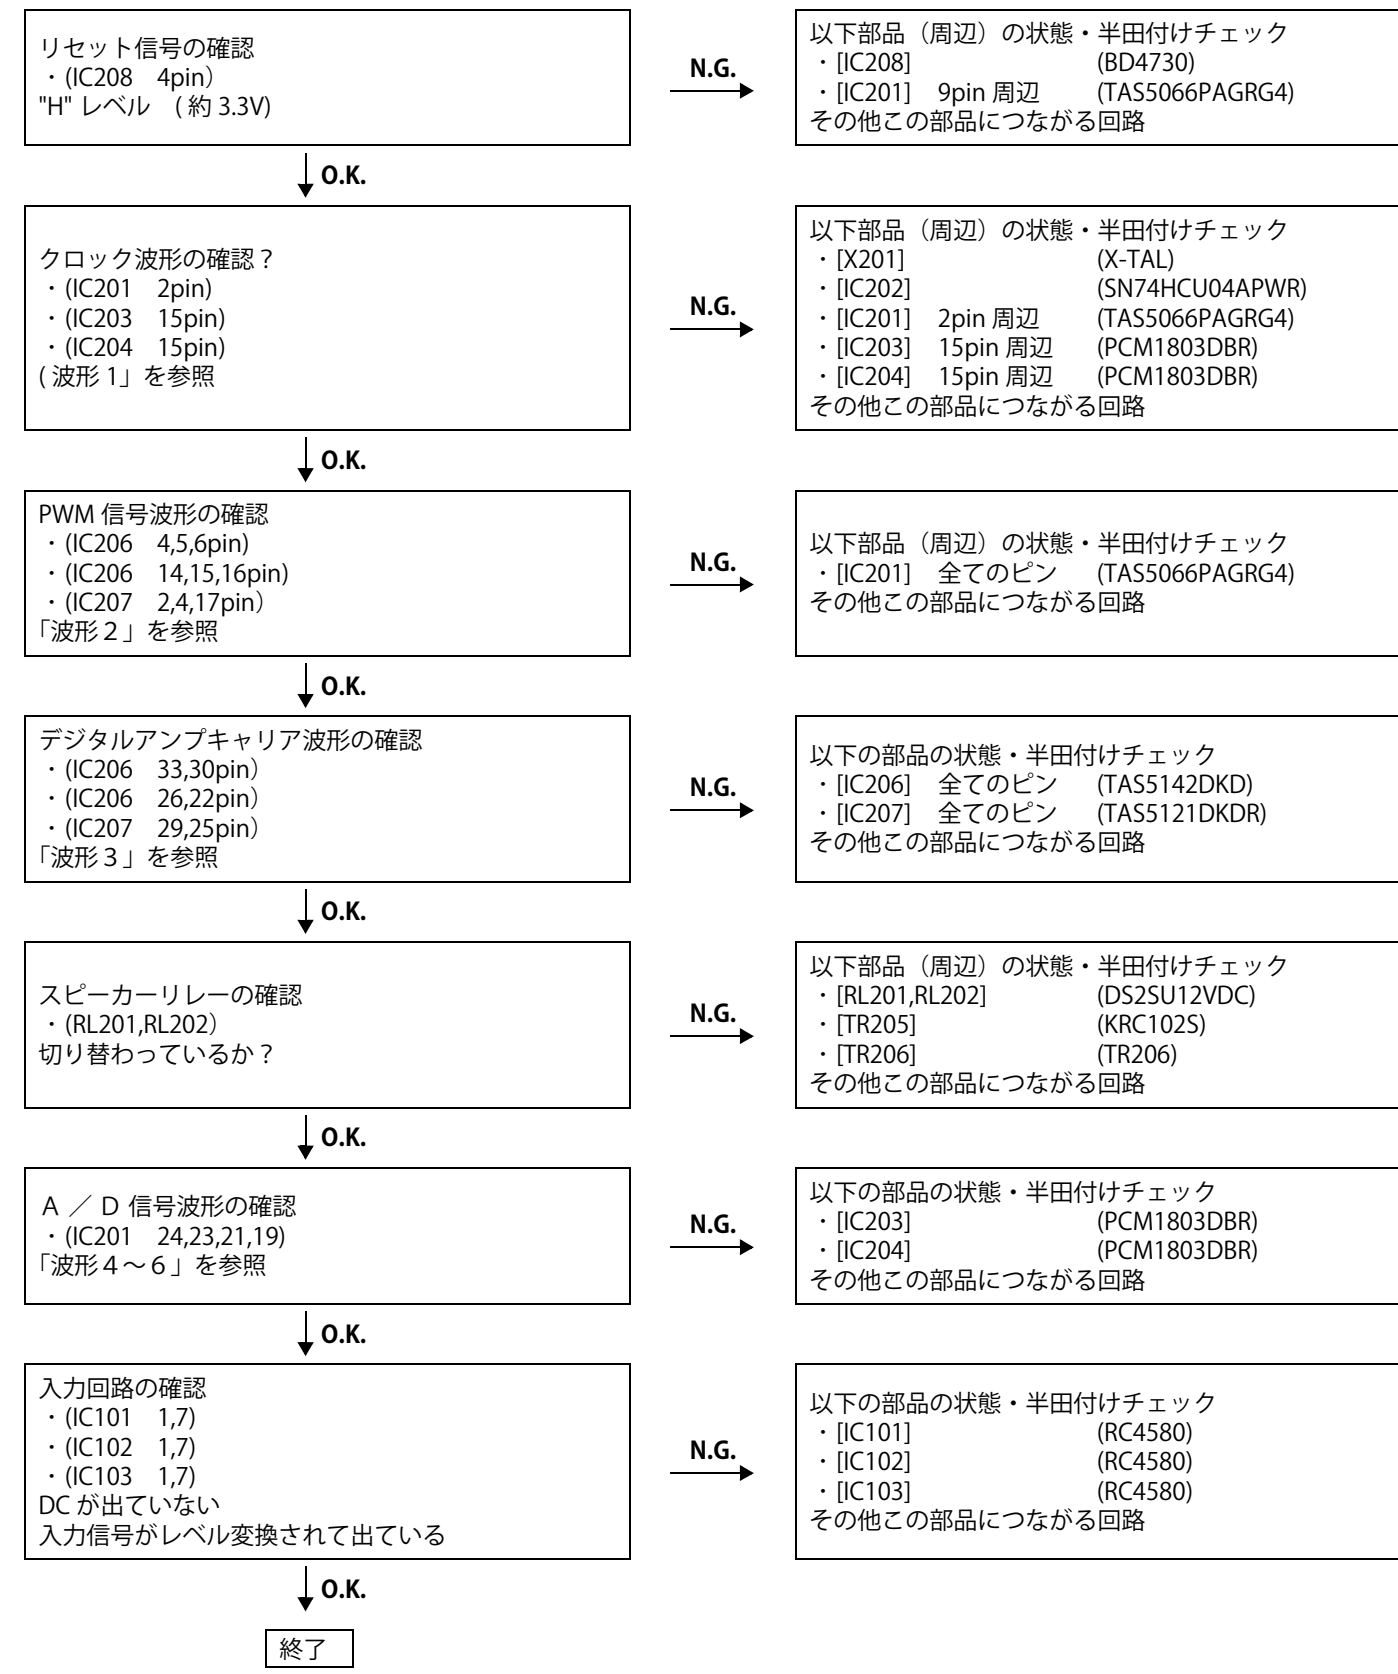 リセット信号の確認
・(IC208　4pin）
"H" レベル　( 約 3.3V)
N.G.
以下部品（周辺）の状態・半田付けチェック
・[IC208]　(BD4730)
・[IC201]　9pin 周辺　(TAS5066PAGRG4)
その他この部品につながる回路
O.K.
クロック波形の確認？
・(IC201　2pin)
・(IC203　15pin)
・(IC204　15pin)
( 波形 1」を参照
N.G.
以下部品（周辺）の状態・半田付けチェック
・[X201]　(X-TAL)
・[IC202]　(SN74HCU04APWR)
・[IC201]　2pin 周辺　(TAS5066PAGRG4)
・[IC203]　15pin 周辺　(PCM1803DBR)
・[IC204]　15pin 周辺　(PCM1803DBR)
その他この部品につながる回路
O.K.
PWM 信号波形の確認
・(IC206　4,5,6pin)
・(IC206　14,15,16pin)
・(IC207　2,4,17pin）
「波形２」を参照
N.G.
以下部品（周辺）の状態・半田付けチェック
・[IC201]　全てのピン　(TAS5066PAGRG4)
その他この部品につながる回路
O.K.
デジタルアンプキャリア波形の確認
・(IC206　33,30pin）
・(IC206　26,22pin）
・(IC207　29,25pin）
「波形３」を参照
N.G.
以下の部品の状態・半田付けチェック
・[IC206]　全てのピン　(TAS5142DKD)
・[IC207]　全てのピン　(TAS5121DKDR)
その他この部品につながる回路
O.K.
スピーカーリレーの確認
・(RL201,RL202）
切り替わっているか？
N.G.
以下部品（周辺）の状態・半田付けチェック
・[RL201,RL202]　(DS2SU12VDC)
・[TR205]　(KRC102S)
・[TR206]　(TR206)
その他この部品につながる回路
O.K.
Ａ ／ Ｄ 信号波形の確認
・(IC201　24,23,21,19)
「波形４～６」を参照
N.G.
以下の部品の状態・半田付けチェック
・[IC203]　(PCM1803DBR)
・[IC204]　(PCM1803DBR)
その他この部品につながる回路
O.K.
入力回路の確認
・(IC101　1,7)
・(IC102　1,7)
・(IC103　1,7)
DC が出ていない
入力信号がレベル変換されて出ている
N.G.
以下の部品の状態・半田付けチェック
・[IC101]　(RC4580)
・[IC102]　(RC4580)
・[IC103]　(RC4580)
その他この部品につながる回路
O.K.
終了